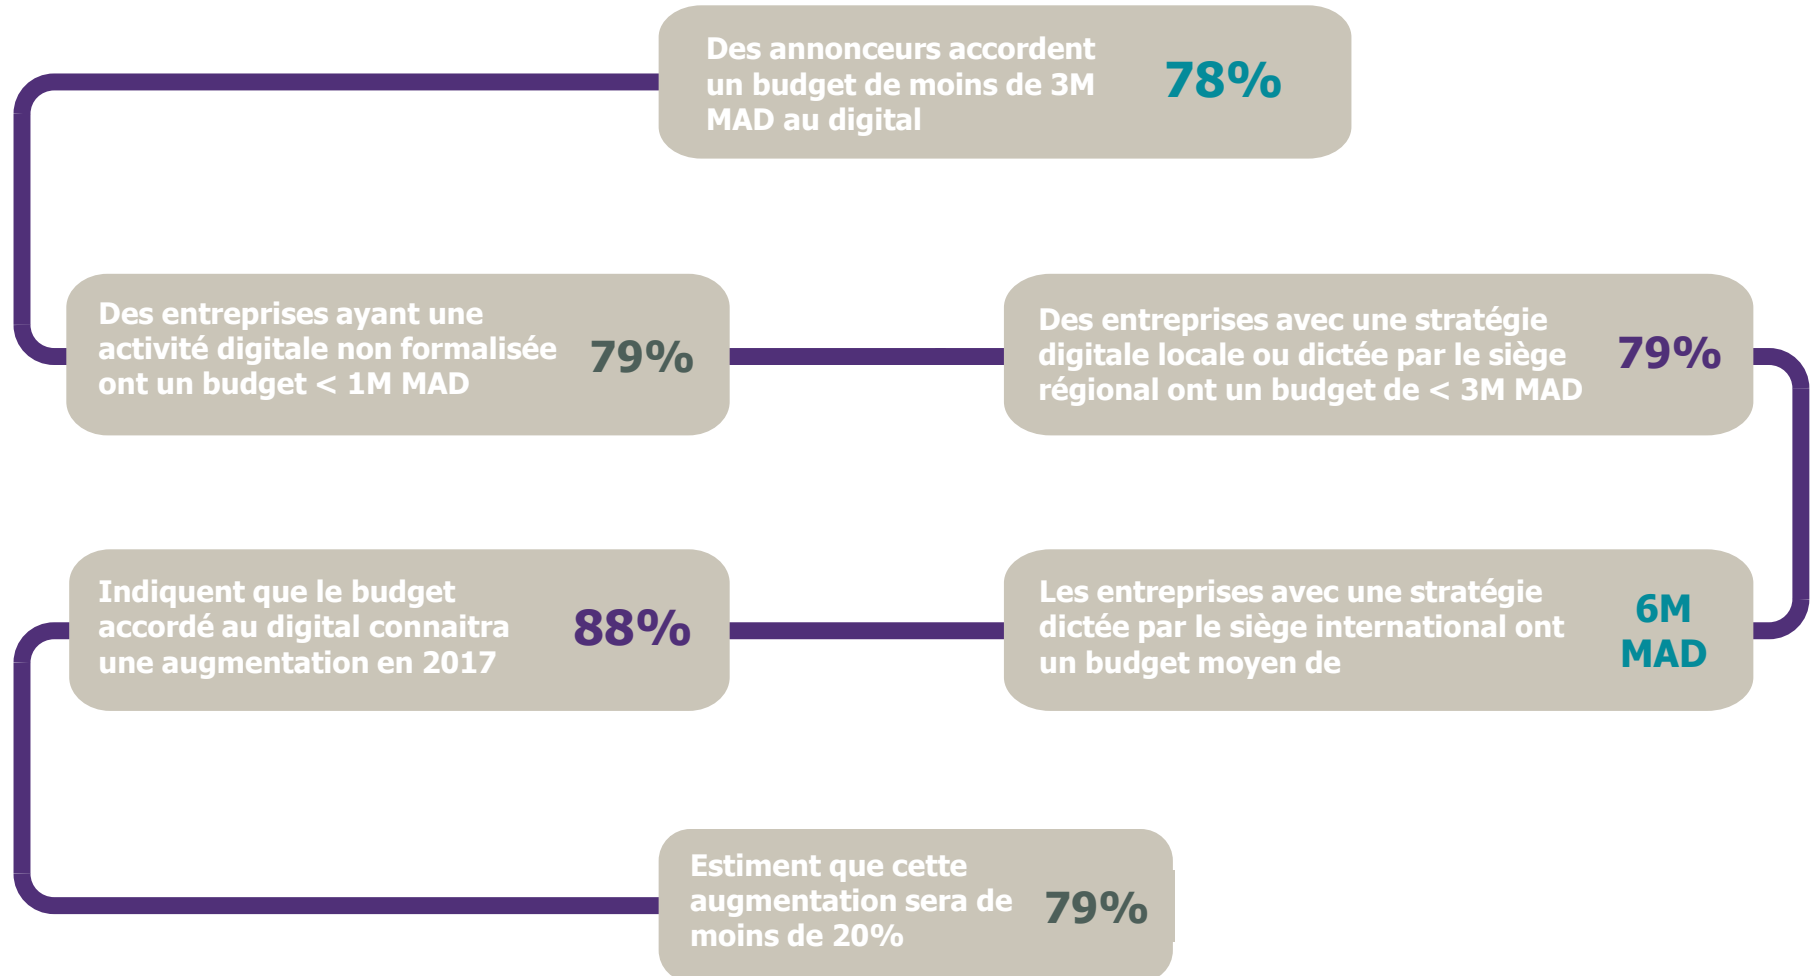 Des annonceurs accordent
un budget de moins de 3M
MAD au digital
78%
Des entreprises ayant une
activité digitale non formalisée
ont un budget < 1M MAD
79%
Des entreprises avec une stratégie
digitale locale ou dictée par le siège
régional ont un budget de < 3M MAD
79%
Les entreprises avec une stratégie
dictée par le siège international ont
un budget moyen de
6M
MAD
Indiquent que le budget
accordé au digital connaitra
une augmentation en 2017
88%
Estiment que cette
augmentation sera de
moins de 20%
79%